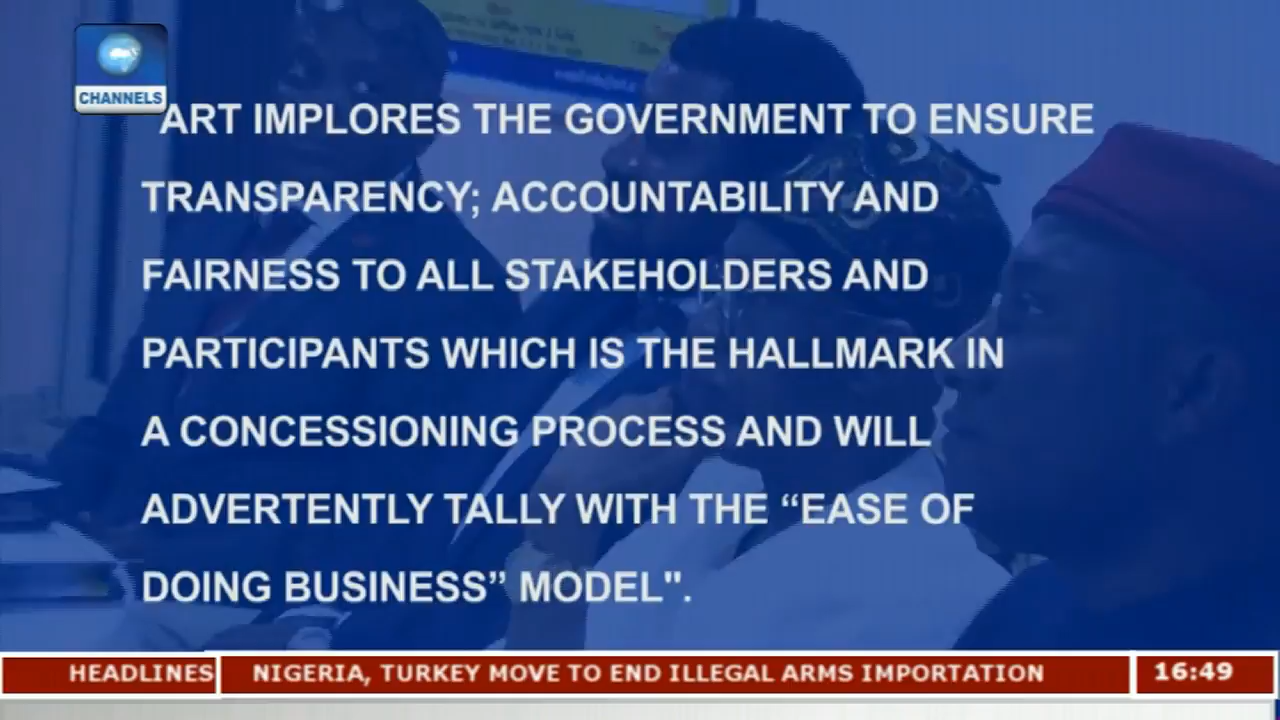 CHANNELS
ART IMPLORES THE GOVERNMENT TO ENSURE
TRANSPARENCY; ACCOUNTABILITY AND
FAIRNESS TO ALL STAKEHOLDERS AND
PARTICIPANTS WHICH IS THE HALLMARK IN
A CONCESSIONING PROCESS AND WILL
ADVERTENTLY TALLY WITH THE “EASE OF
DOING BUSINESS” MODEL".
HEADLINES NIGERIA, TURKEY MOVE TO END ILLEGAL ARMS IMPORTATION 16:49